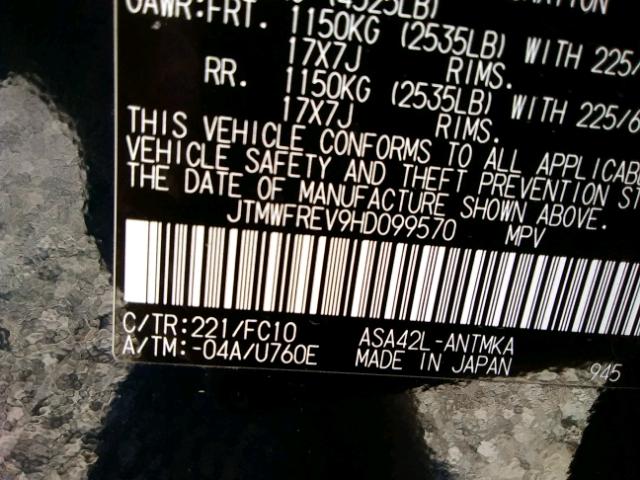 (4525LB)
GAWR:FRT. 1150KG (2535LB) WITH 225/
17X7J RIMS.
RR. 1150KG (2535LB) WITH 225/6
17X7J RIMS.
THIS VEHICLE CONFORMS TO ALL APPLICABLE
VEHICLE SAFETY AND THEFT PREVENTION ST
THE DATE OF MANUFACTURE SHOWN ABOVE.
JTMWFREV9HD099570 MPV
C/TR:221/FC10 ASA42L-ANTMKA
A/TM:-04A/U760E MADE IN JAPAN 945